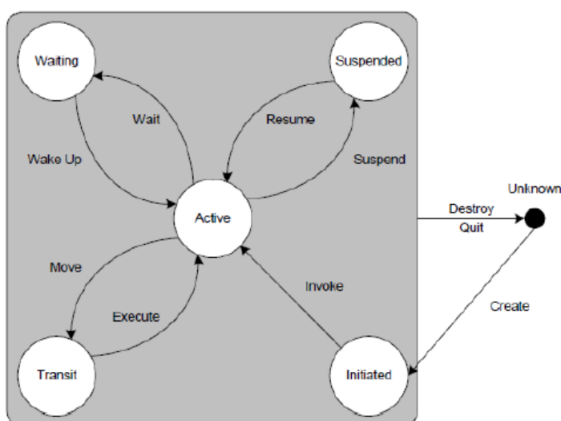 Waiting
Suspended
Wait
Resume
Wake Up
Suspend
Unknown
Active
Destroy
Quit
Move
Invoke
Execute
Create
Transit
Initiated